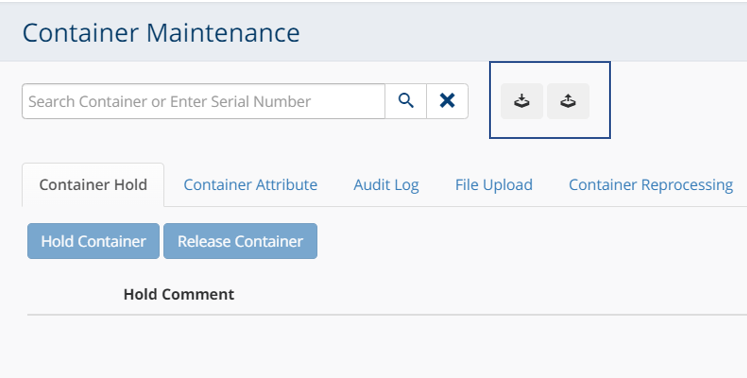 Container Maintenance
Search Container or Enter Serial Number
Container Hold
Container Attribute
Audit Log
File Upload
Container Reprocessing
Hold Container
Release Container
Hold Comment